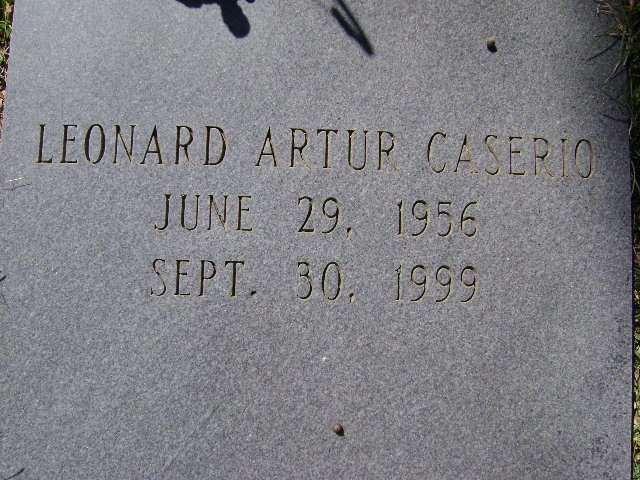 LEONARD ARTUR CASERIO
JUNE 29, 1956
SEPT. 30, 1999